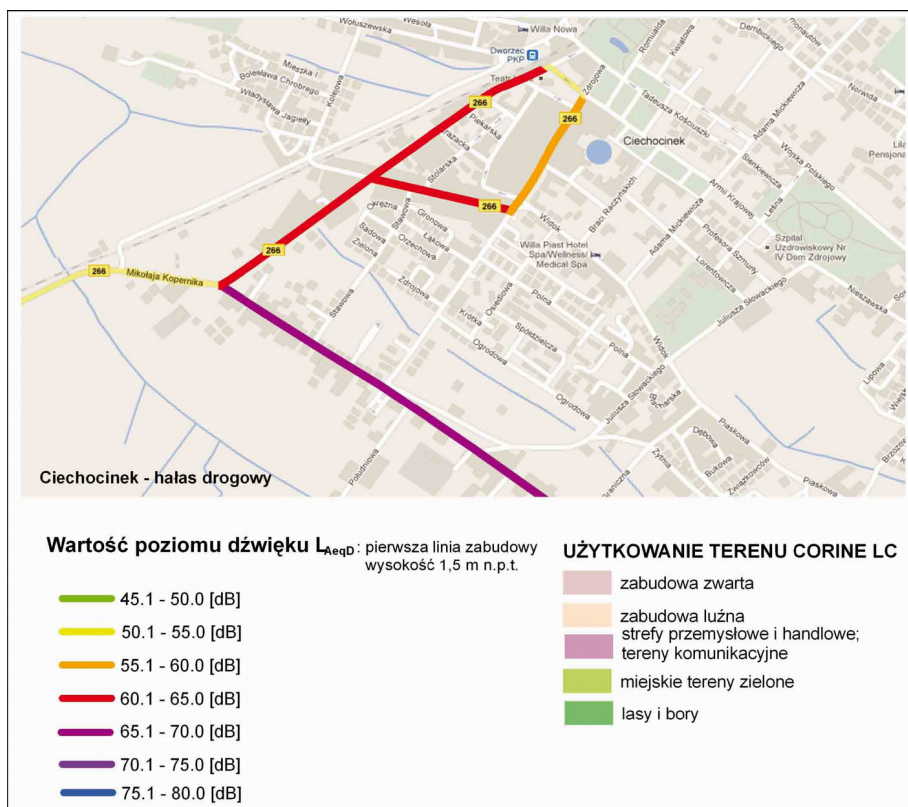 Wołuszewska
Wesoła
Willa Nowa
Dworzec
PKP
Teatr
Mieszka I
Bolesława Chrobrego
Władysława Jagiełły
Kolejowa
Romualda
Kwiatowa
Dembickiego
Norwida
Zdrojowa
Tadeusza Kościuszki
Adama Mickiewicza
266
266
Piekarska
Stolarska
Ciechocinek
Sienkiewicza
Wojska Polskiego
Lila
Pensjona
Armii Krajowej
Leśna
Braci Raczyńskich
266
Okrężna
Stawowa
Gronowa
Łąkowa
Sadowa
Zielona
Orzechowa
Widok
Adama Mickiewicza
Profesora Szmurły
Szpital
Uzdrowiskowy Nr
IV Dom Zdrojowy
266
Willa Piast Hotel
Spa/Wellness/
Medical Spa
266
Mikołaja Kopernika
Lorentowicza
Juliusza Słowackiego
Nieszawska
Zdrojowa
Osiedlowa
Polna
Stawowa
Krótka
Spółdzielcza
Ogrodowa
Polna
Widok
Ogrodowa
Juliusza Słowackiego
Lipowa
Piaskowa
Dębowa
Bukowa
Żytnia
Związkowców
Piaskowa
Południowa
Graniczna
Ciechocinek - hałas drogowy
Wartość poziomu dźwięku LAeqD : pierwsza linia zabudowy
wysokość 1,5 m n.p.t.
45.1 - 50.0 [dB]
50.1 - 55.0 [dB]
55.1 - 60.0 [dB]
60.1 - 65.0 [dB]
65.1 - 70.0 [dB]
70.1 - 75.0 [dB]
75.1 - 80.0 [dB]
UŻYTKOWANIE TERENU CORINE LC
zabudowa zwarta
zabudowa luźna
strefy przemysłowe i handlowe;
tereny komunikacyjne
miejskie tereny zielone
lasy i bory